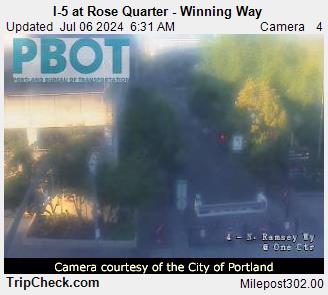 I-5 at Rose Quarter - Winning Way
Updated Jul 06 2024 6:31 AM Camera 4
PBOT
PORTLAND BUREAU OF TRANSPORTATION
4 - N. Ramsey Wy
@ One Ctr
Camera courtesy of the City of Portland
TripCheck.com Milepost302.00